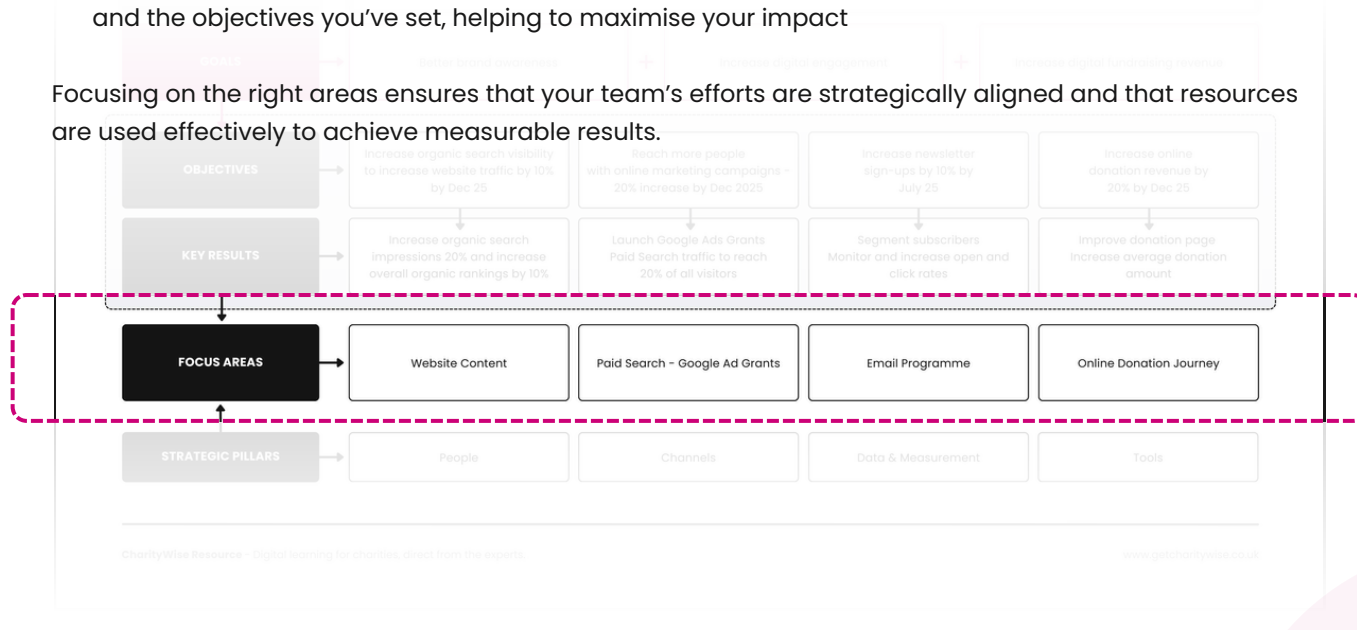 and the objectives you’ve set, helping to maximise your impact
GOALS
Better brand awareness
+
Increase digital engagement
+
Increase digital fundraising revenue
Focusing on the right areas ensures that your team’s efforts are strategically aligned and that resources
are used effectively to achieve measurable results.
OBJECTIVES
Increase organic search visibility
to increase website traffic by 10%
by Dec 25
Reach more people
with online marketing campaigns -
20% increase by Dec 2025
Increase newsletter
sign-ups by 10% by
July 25
Increase online
donation revenue by
20% by Dec 25
KEY RESULTS
Increase organic search
impressions 20% and increase
overall organic rankings by 10%
Launch Google Ads Grants
Paid Search traffic to reach
20% of all visitors
Segment subscribers
Monitor and increase open and
click rates
Improve donation page
increase average donation
amount
FOCUS AREAS
Website Content
Paid Search - Google Ad Grants
Email Programme
Online Donation Journey
STRATEGIC PILLARS
People
Channels
Data & Measurement
Tools
CharityWise Resource - Digital learning for charities, direct from the experts.
www.getcharitywise.co.uk